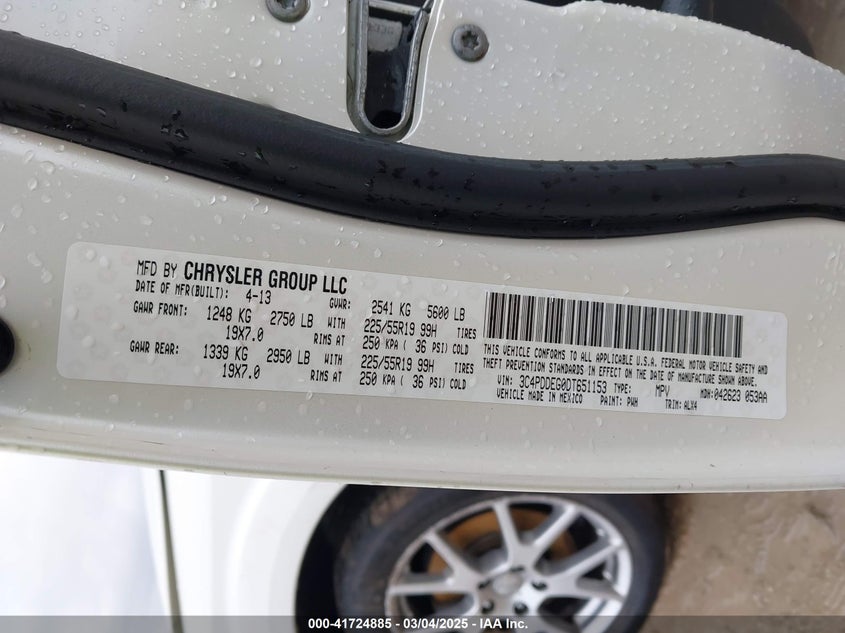 MFD BY CHRYSLER GROUP LLC
DATE OF MFR(BUILT): 4-13 GVWR: 2541 KG 5600 LB
GAWR FRONT: 1248 KG 2750 LB WITH 225/55R19 99H TIRES
19X7.0 RIMS AT 250 KPA ( 36 PSI) COLD
GAWR REAR: 1339 KG 2950 LB WITH 225/55R19 99H TIRES
19X7.0 RIMS AT 250 KPA ( 36 PSI) COLD
THIS VEHICLE CONFORMS TO ALL APPLICABLE U.S.A. FEDERAL MOTOR VEHICLE SAFETY AND
THEFT PREVENTION STANDARDS IN EFFECT ON THE DATE OF MANUFACTURE SHOWN ABOVE.
VIN: 3C4PDDEG0DT651153 TYPE: MPV MDH: 042623 053AA
VEHICLE MADE IN MEXICO PAINT: PWH TRIM: ALX4
000-41724885 - 03/04/2025 - IAA Inc.